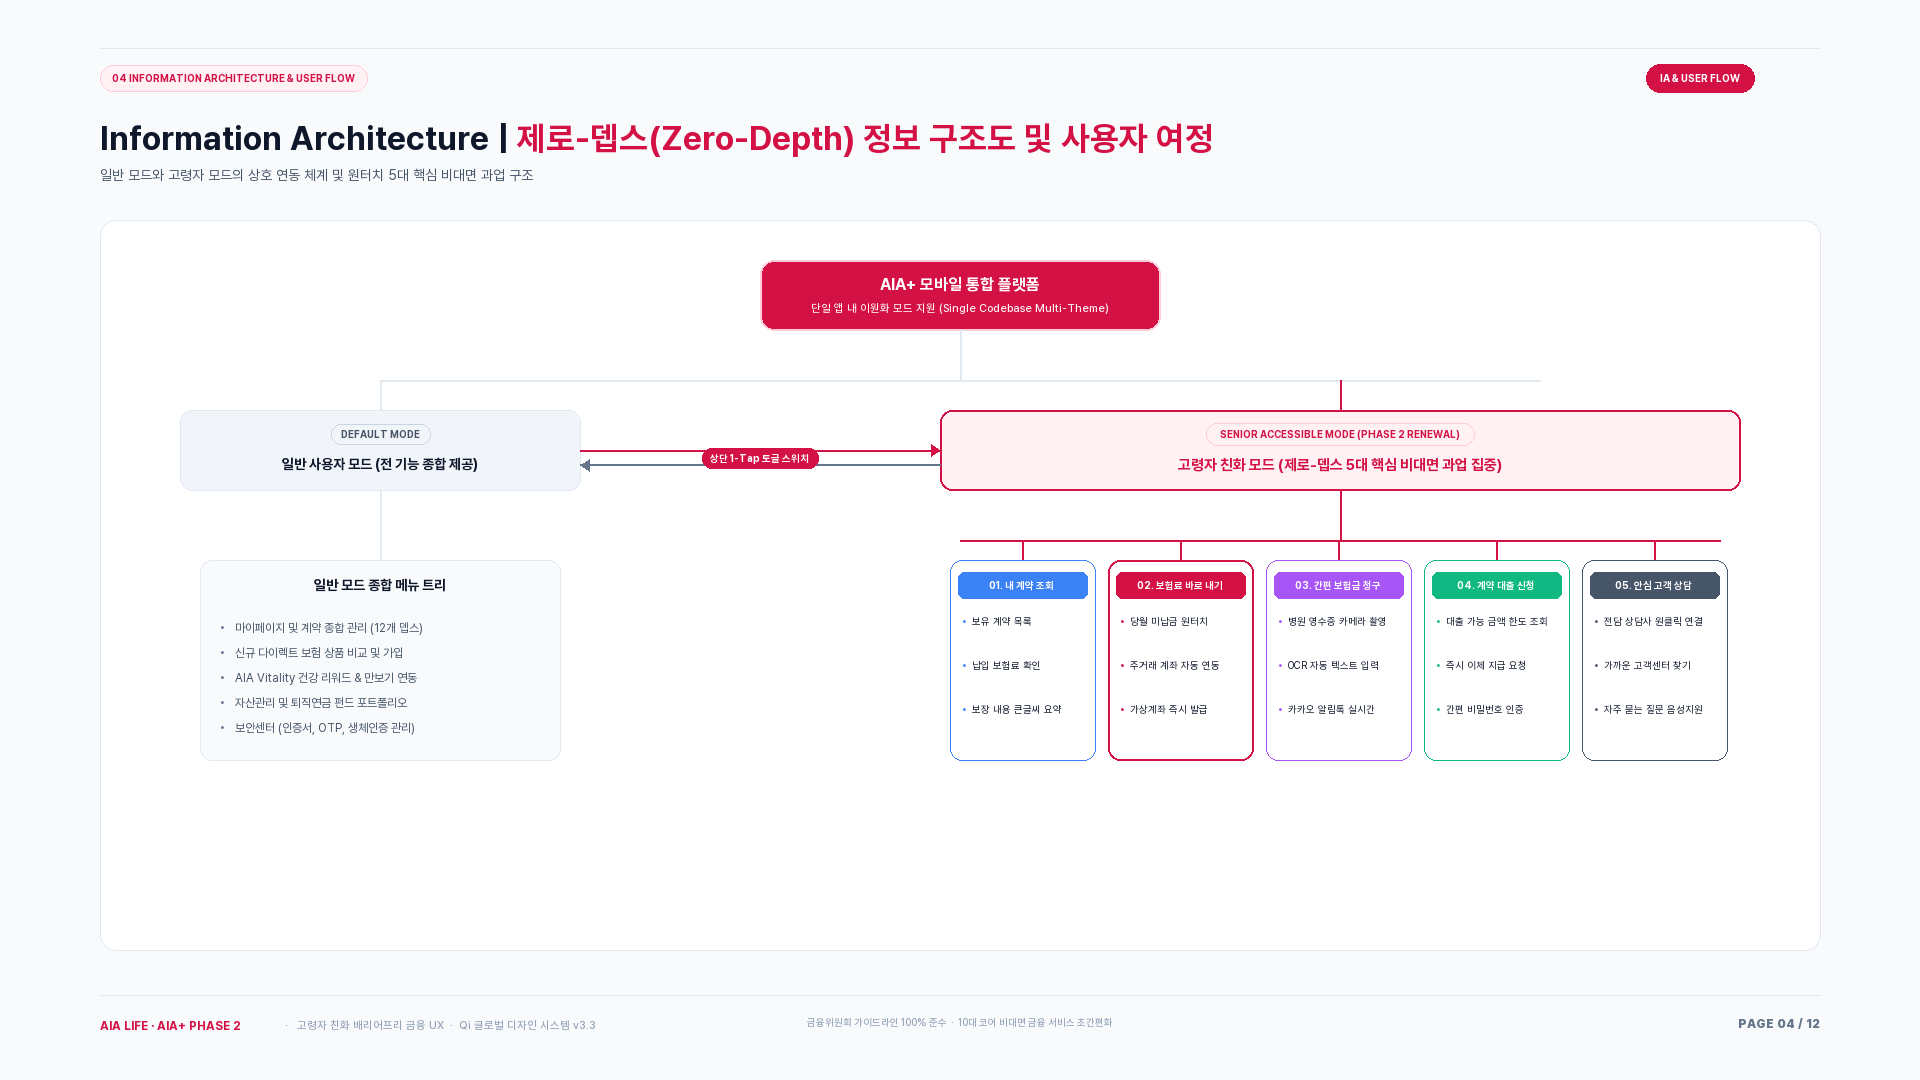 04 INFORMATION ARCHITECTURE & USER FLOW
IA & USER FLOW
Information Architecture | 제로-뎁스(Zero-Depth) 정보 구조도 및 사용자 여정
일반 모드와 고령자 모드의 상호 연동 체계 및 원터치 5대 핵심 비대면 과업 구조
AIA+ 모바일 통합 플랫폼
단일 앱 내 이원화 모드 지원 (Single Codebase Multi-Theme)
DEFAULT MODE
일반 사용자 모드 (전 기능 종합 제공)
상단 1-Tap 토글 스위치
SENIOR ACCESSIBLE MODE (PHASE 2 RENEWAL)
고령자 친화 모드 (제로-뎁스 5대 핵심 비대면 과업 집중)
일반 모드 종합 메뉴 트리
• 마이페이지 및 계약 종합 관리 (12개 뎁스)
• 신규 다이렉트 보험 상품 비교 및 가입
• AIA Vitality 건강 리워드 & 만보기 연동
• 자산관리 및 퇴직연금 펀드 포트폴리오
• 보안센터 (인증서, OTP, 생체인증 관리)
01. 내 계약 조회
• 보유 계약 목록
• 납입 보험료 확인
• 보장 내용 큰글씨 요약
02. 보험료 바로 내기
• 당월 미납금 원터치
• 주거래 계좌 자동 연동
• 가상계좌 즉시 발급
03. 간편 보험금 청구
• 병원 영수증 카메라 촬영
• OCR 자동 텍스트 입력
• 카카오 알림톡 실시간
04. 계약 대출 신청
• 대출 가능 금액 한도 조회
• 즉시 이체 지급 요청
• 간편 비밀번호 인증
05. 안심 고객 상담
• 전담 상담사 원클릭 연결
• 가까운 고객센터 찾기
• 자주 묻는 질문 음성지원
AIA LIFE · AIA+ PHASE 2 · 고령자 친화 배리어프리 금융 UX · Qi 글로벌 디자인 시스템 v3.3
금융위원회 가이드라인 100% 준수 · 10대 코어 비대면 금융 서비스 초간편화
PAGE 04 / 12